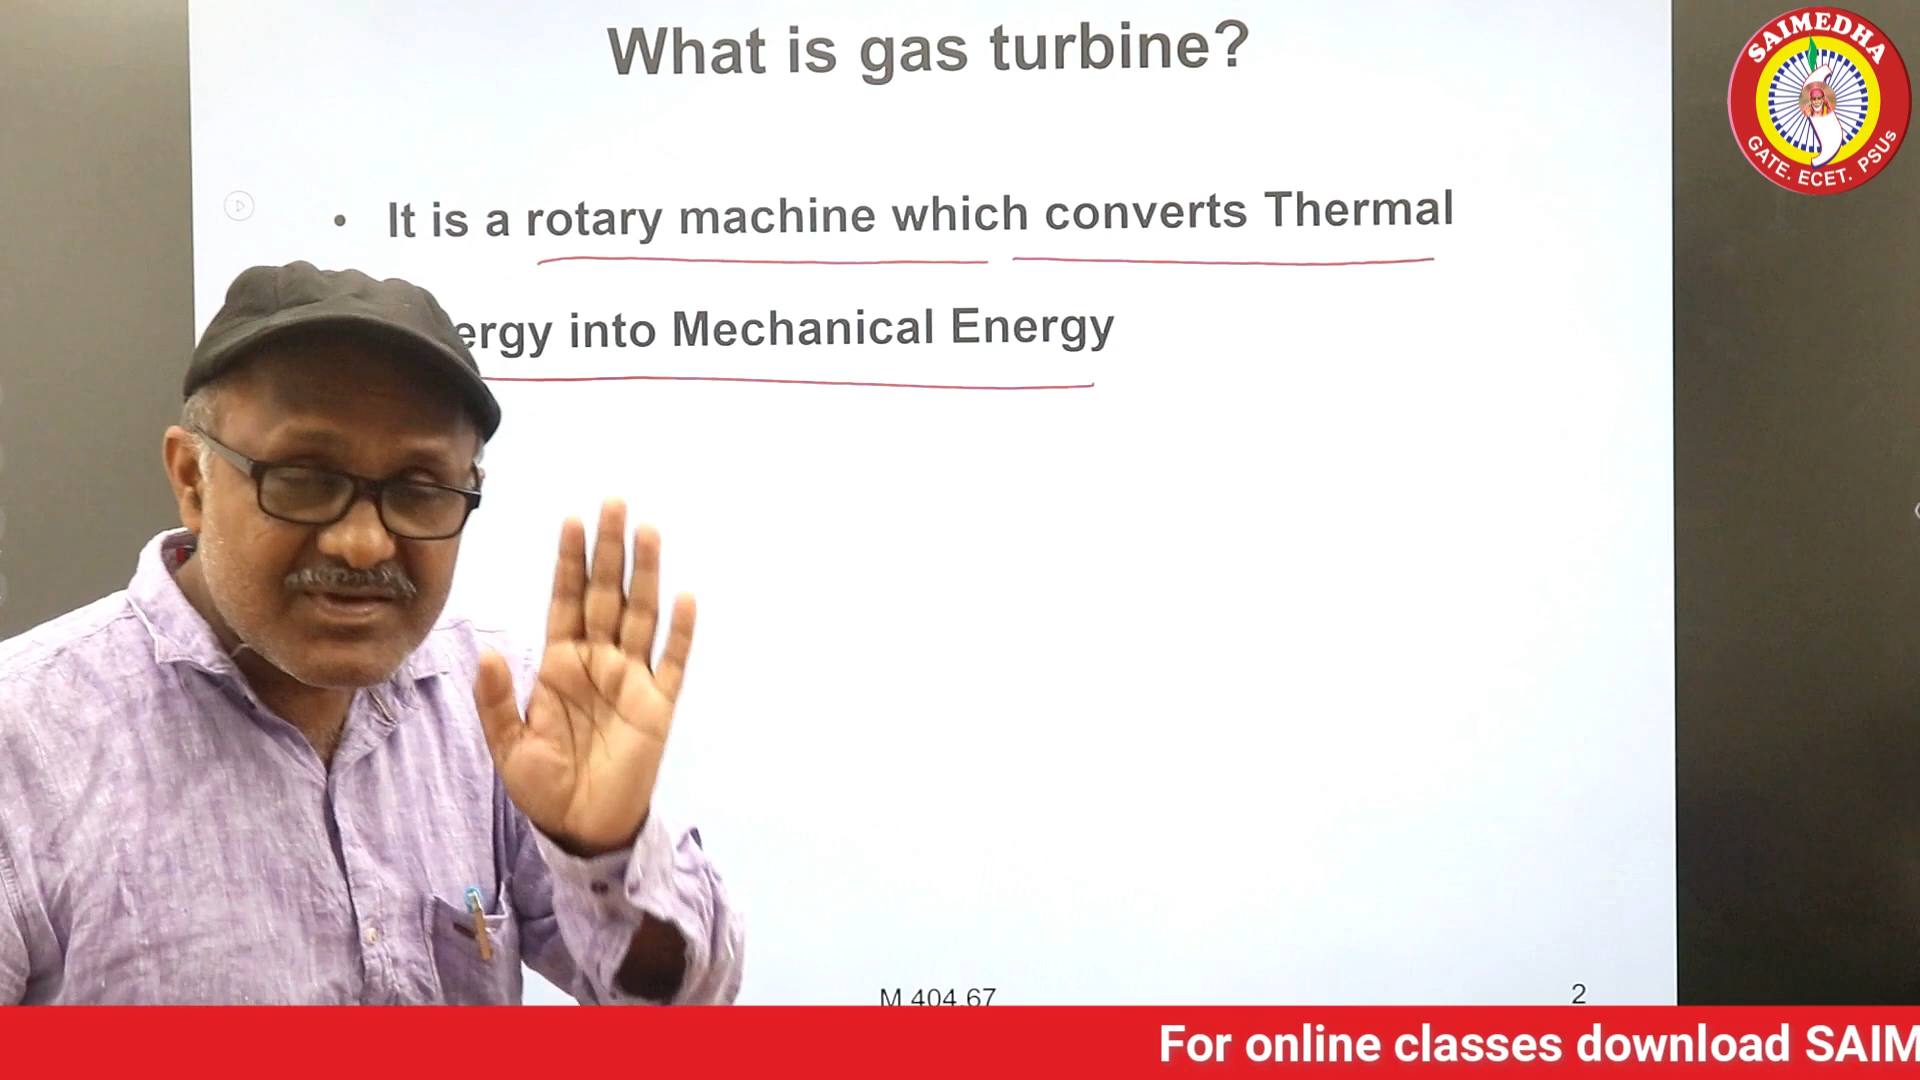 What is gas turbine?
SAIMEDHA
GATE. ECET. PSUs
• It is a rotary machine which converts Thermal
ergy into Mechanical Energy
M 404.67
2
For online classes download SAIM